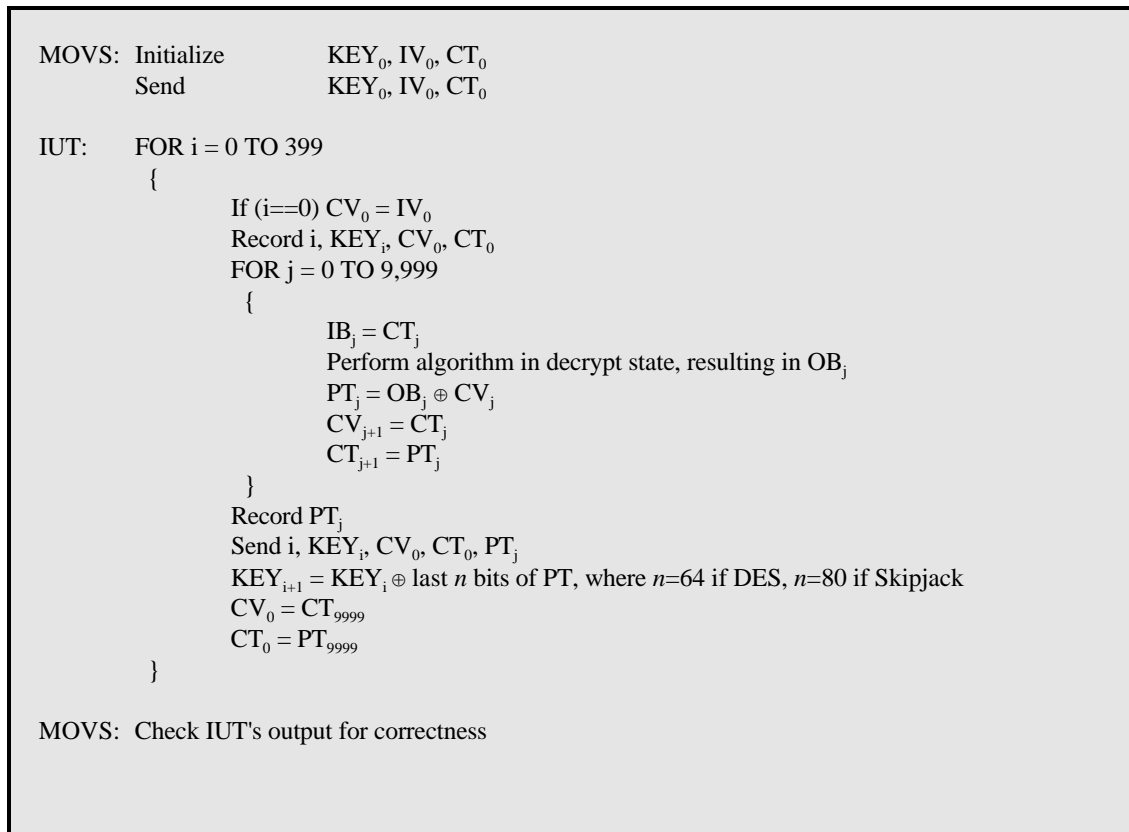 MOVS: Initialize KEY₀, IV₀, CT₀
Send KEY₀, IV₀, CT₀
IUT: FOR i = 0 TO 399
{
If (i==0) CV₀ = IV₀
Record i, KEYᵢ, CV₀, CT₀
FOR j = 0 TO 9,999
{
IBⱼ = CTⱼ
Perform algorithm in decrypt state, resulting in OBⱼ
PTⱼ = OBⱼ ⊕ CVⱼ
CVⱼ₊₁ = CTⱼ
CTⱼ₊₁ = PTⱼ
}
Record PTⱼ
Send i, KEYᵢ, CV₀, CT₀, PTⱼ
KEYᵢ₊₁ = KEYᵢ ⊕ last n bits of PT, where n=64 if DES, n=80 if Skipjack
CV₀ = CT₉₉₉₉
CT₀ = PT₉₉₉₉
}
MOVS: Check IUT's output for correctness